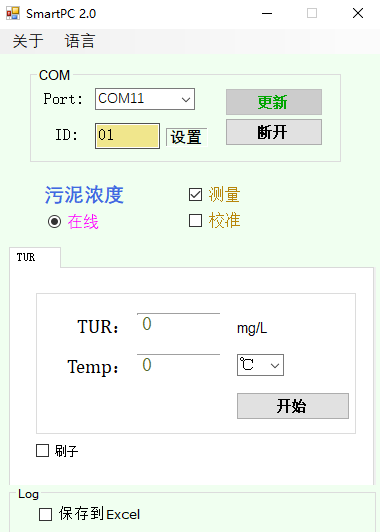 SmartPC 2.0
关于 语言
COM
Port: COM11 更新
ID: 01 设置 断开
污泥浓度 测量
在线 校准
TUR
TUR: 0 mg/L
Temp: 0 ℃
开始
刷子
Log
保存到Excel